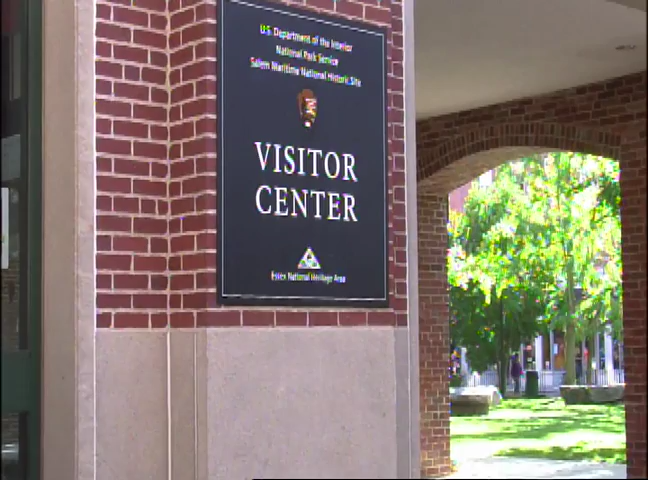 U.S. Department of the Interior
National Park Service
Salem Maritime National Historic Site
VISITOR
CENTER
Essex National Heritage Area